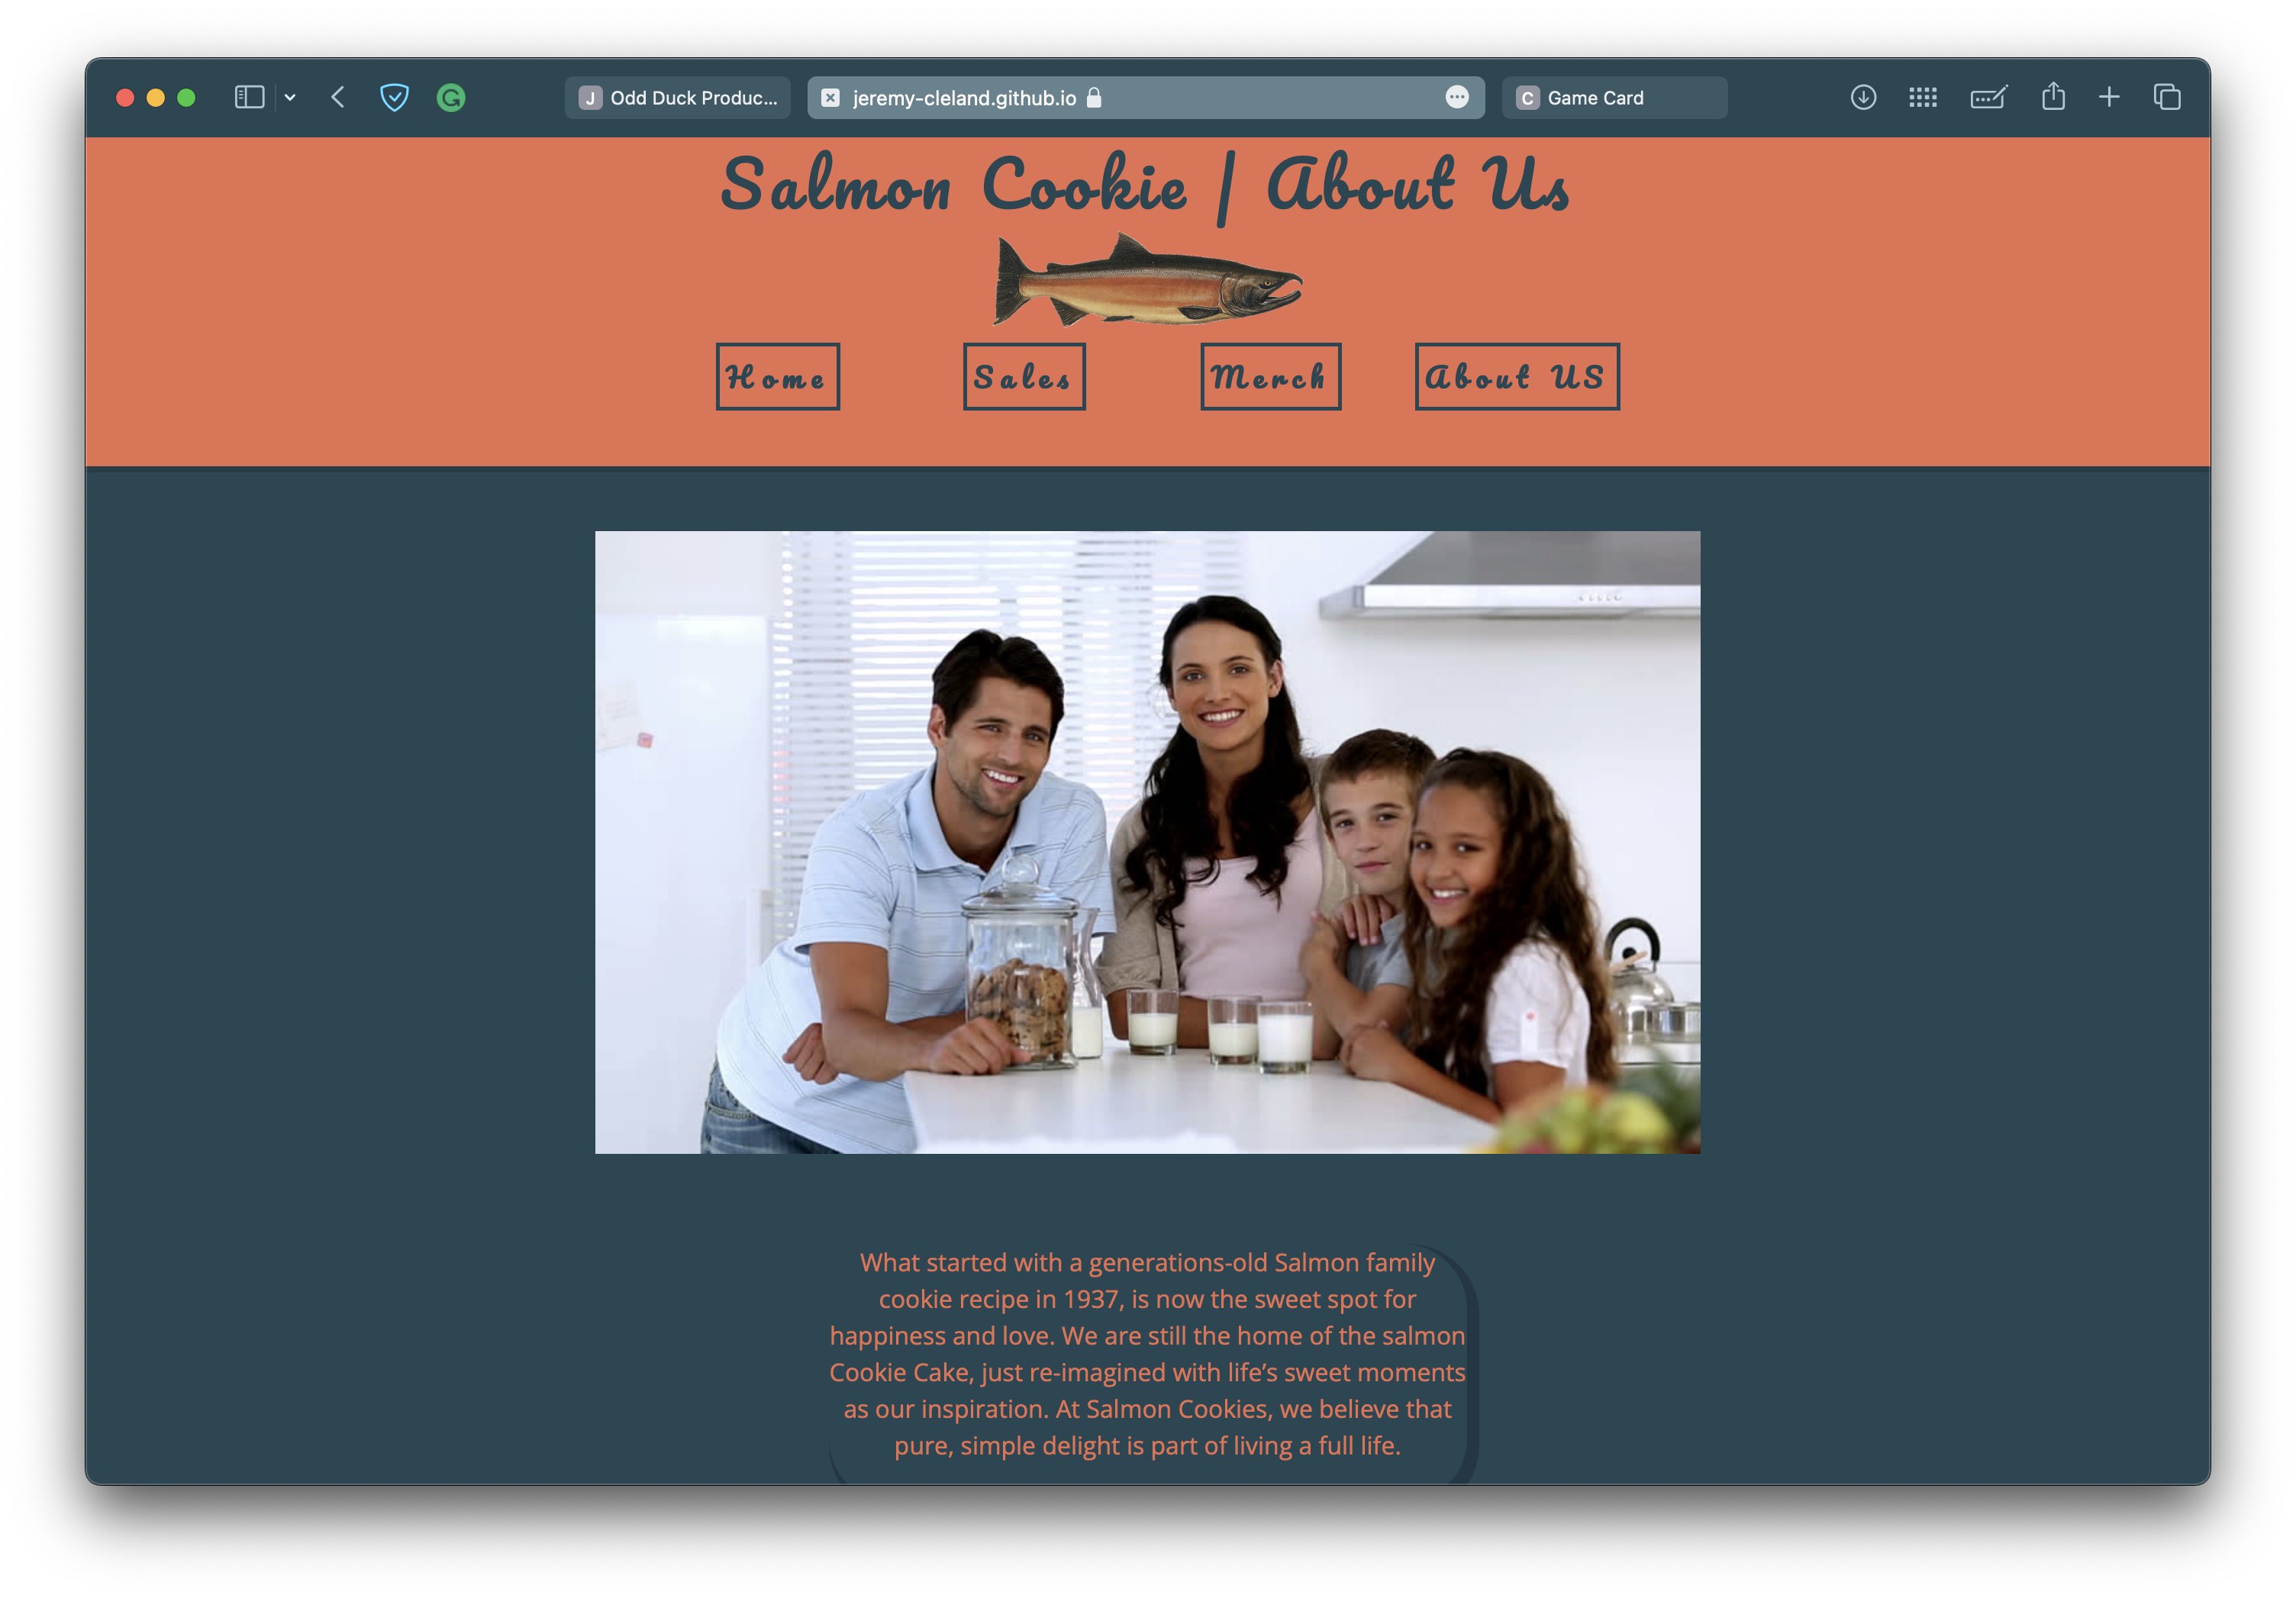 Odd Duck Produc...
jeremy-cleland.github.io
Game Card
Salmon Cookie | About Us
Home
Sales
Merch
About US
What started with a generations-old Salmon family
cookie recipe in 1937, is now the sweet spot for
happiness and love. We are still the home of the salmon
Cookie Cake, just re-imagined with life’s sweet moments
as our inspiration. At Salmon Cookies, we believe that
pure, simple delight is part of living a full life.